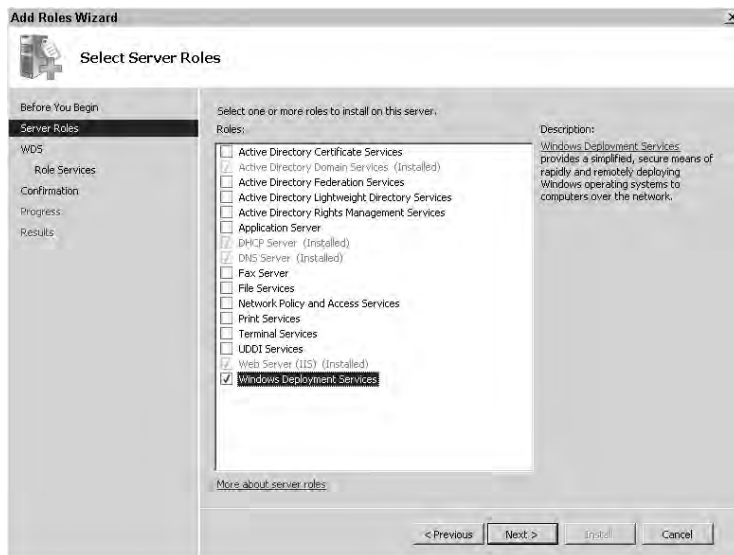 Add Roles Wizard
Select Server Roles
Before You Begin
Server Roles
WDS
Role Services
Confirmation
Progress
Results
Select one or more roles to install on this server.
Roles:
Active Directory Certificate Services
Active Directory Domain Services (Installed)
Active Directory Federation Services
Active Directory Lightweight Directory Services
Active Directory Rights Management Services
Application Server
DHCP Server (Installed)
DNS Server (Installed)
Fax Server
File Services
Network Policy and Access Services
Print Services
Terminal Services
UDDI Services
Web Server (IIS) (Installed)
Windows Deployment Services
More about server roles
Description:
Windows Deployment Services
provides a simplified, secure means of
rapidly and remotely deploying
Windows operating systems to
computers over the network.
< Previous Next > Install Cancel